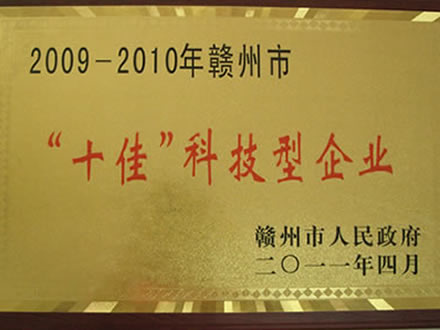 2009-2010年赣州市
“十佳”科技型企业
赣州市人民政府
二〇一一年四月